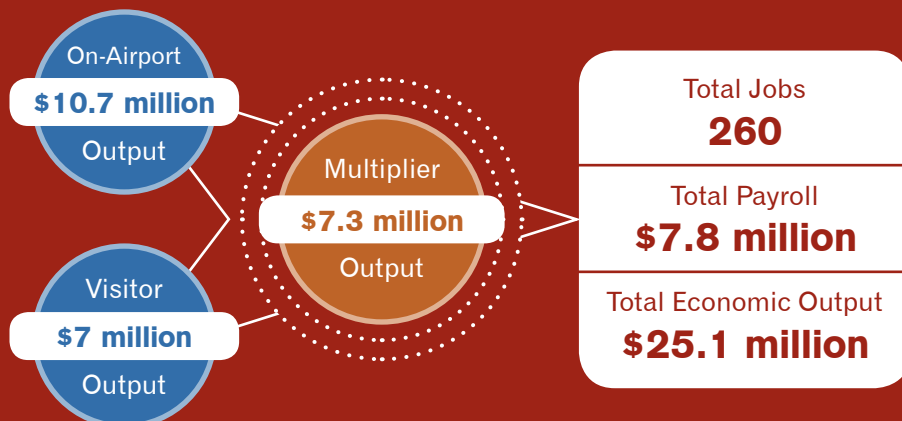 On-Airport
$10.7 million
Output
Visitor
$7 million
Output
Multiplier
$7.3 million
Output
Total Jobs
260
Total Payroll
$7.8 million
Total Economic Output
$25.1 million